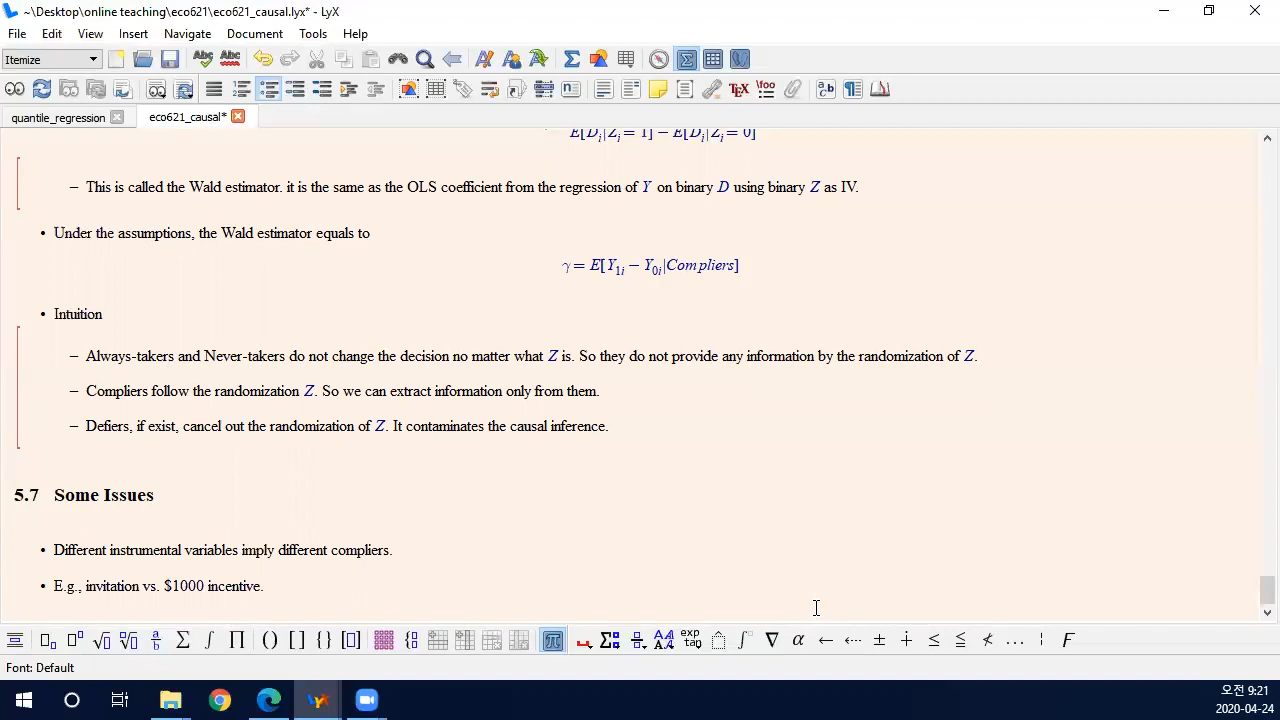 ~\Desktop\online teaching\eco621\eco621_causal.lyx* - LyX
File Edit View Insert Navigate Document Tools Help
Itemize
quantile_regression eco621_causal*
E[D_i|Z_i = 1] − E[D_i|Z_i = 0]
– This is called the Wald estimator. it is the same as the OLS coefficient from the regression of Y on binary D using binary Z as IV.
• Under the assumptions, the Wald estimator equals to
γ = E[Y_1i − Y_0i|Compliers]
• Intuition
– Always-takers and Never-takers do not change the decision no matter what Z is. So they do not provide any information by the randomization of Z.
– Compliers follow the randomization Z. So we can extract information only from them.
– Defiers, if exist, cancel out the randomization of Z. It contaminates the causal inference.
5.7 Some Issues
• Different instrumental variables imply different compliers.
• E.g., invitation vs. $1000 incentive.
Font: Default
오전 9:21
2020-04-24